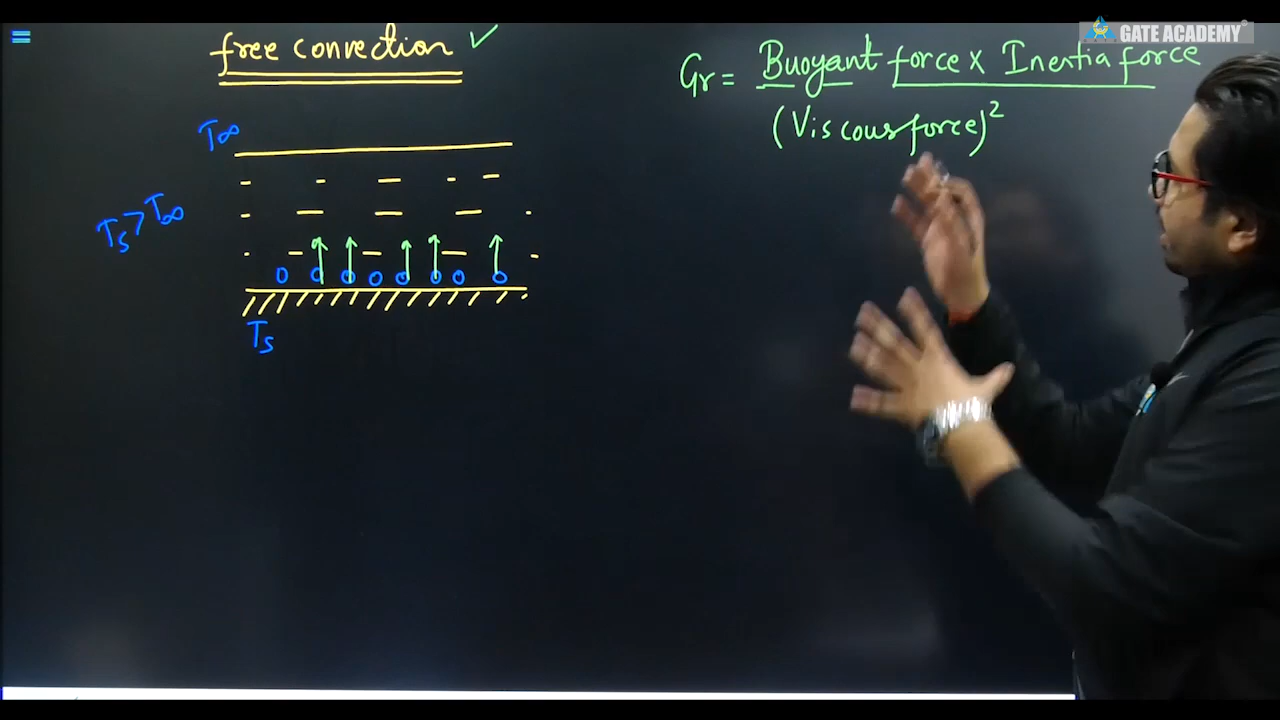 GATE ACADEMY®
free convection ✓
Gr = Buoyant force x Inertia force
(Viscous force)²
T∞
Ts > T∞
Ts